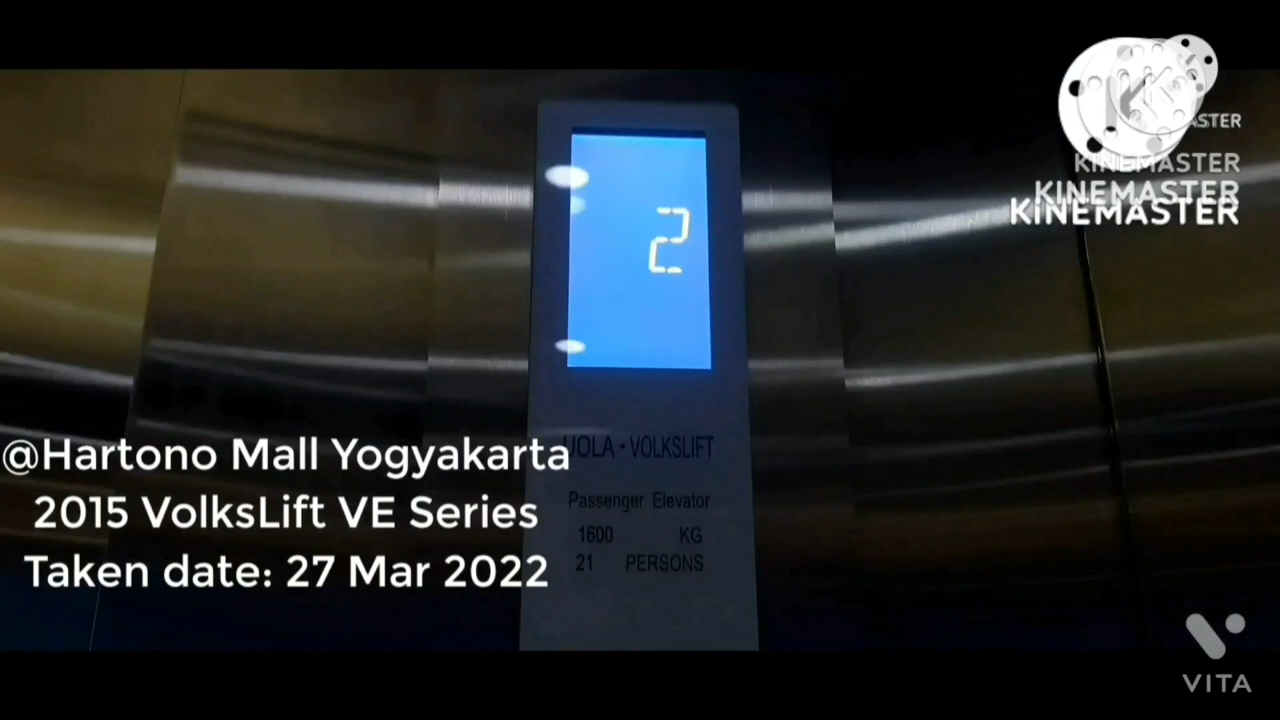 2
JOLA • VOLKSLIFT
Passenger Elevator
1600 KG
21 PERSONS
@Hartono Mall Yogyakarta
2015 VolksLift VE Series
Taken date: 27 Mar 2022
KINEMASTER
KINEMASTER
KINEMASTER
VITA